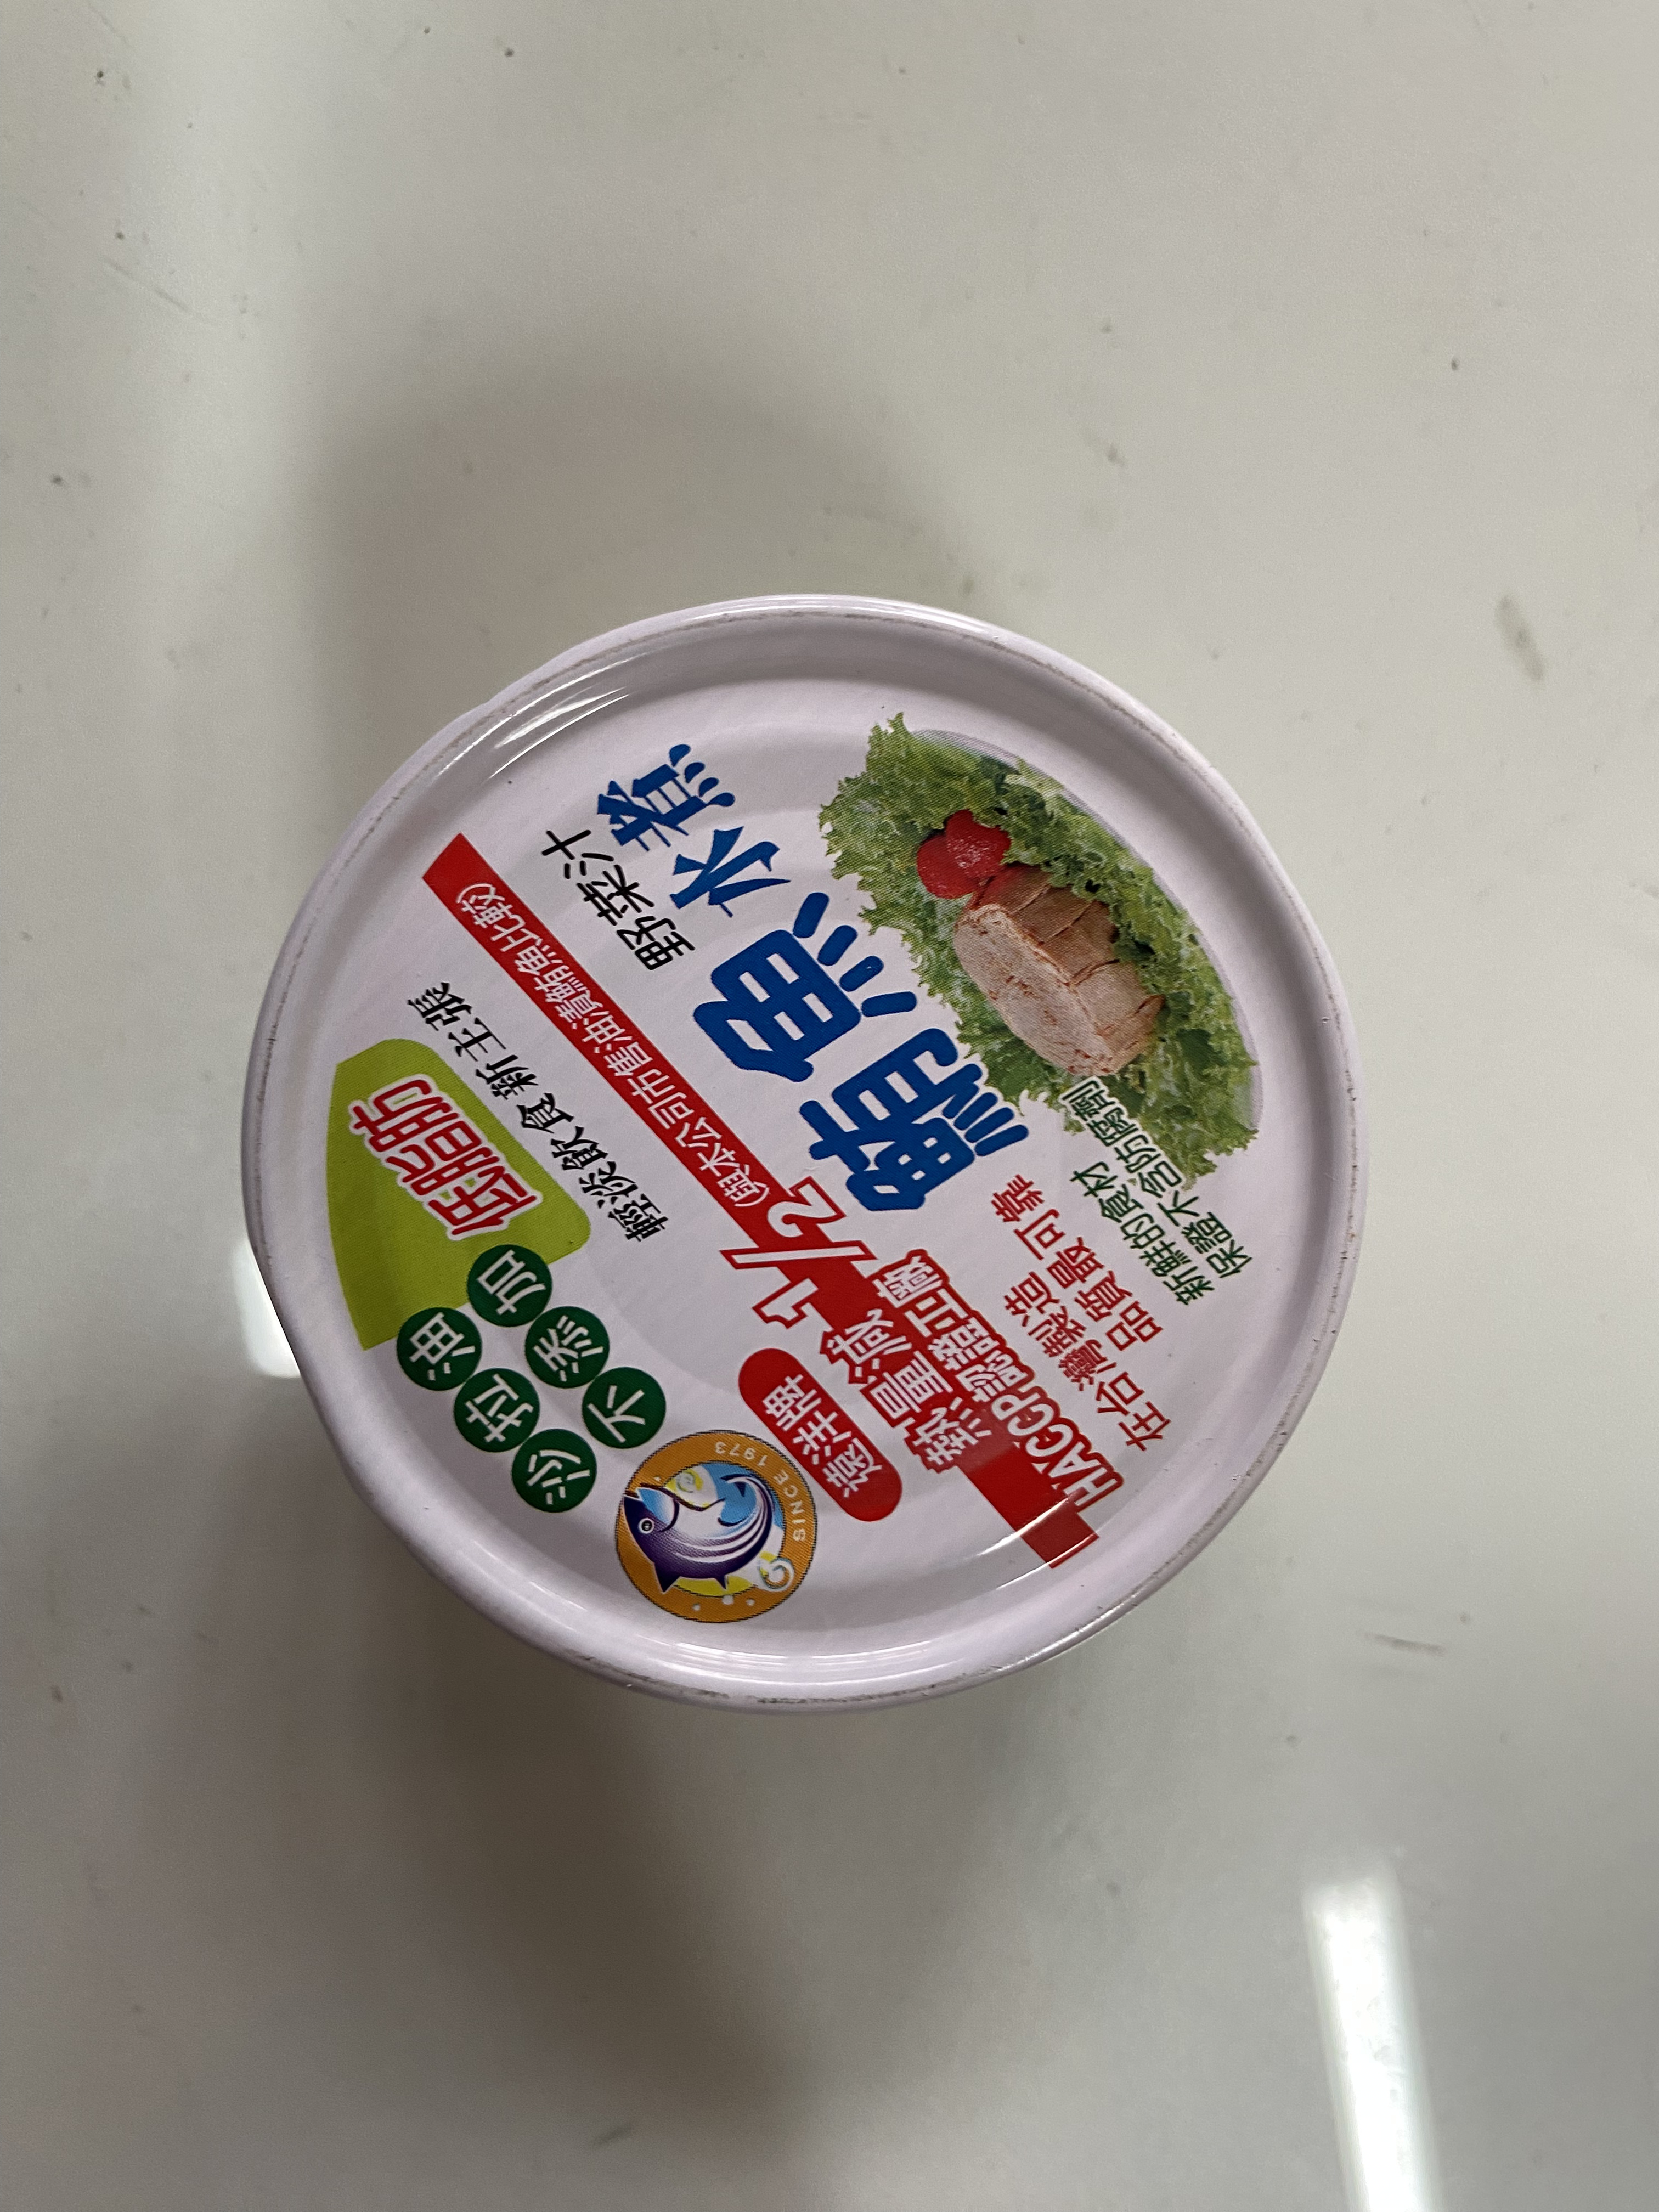 不添加
沙拉油
低脂肪
輕淡飲食新主張
SINCE 1973
遠洋牌
熱量減1/2(與本公司市售油漬鮪魚比較)
HACCP認證工廠
野菜汁
水煮
鮪魚
在台灣製造
品質最可靠
新鮮的食材
保證不含防腐劑